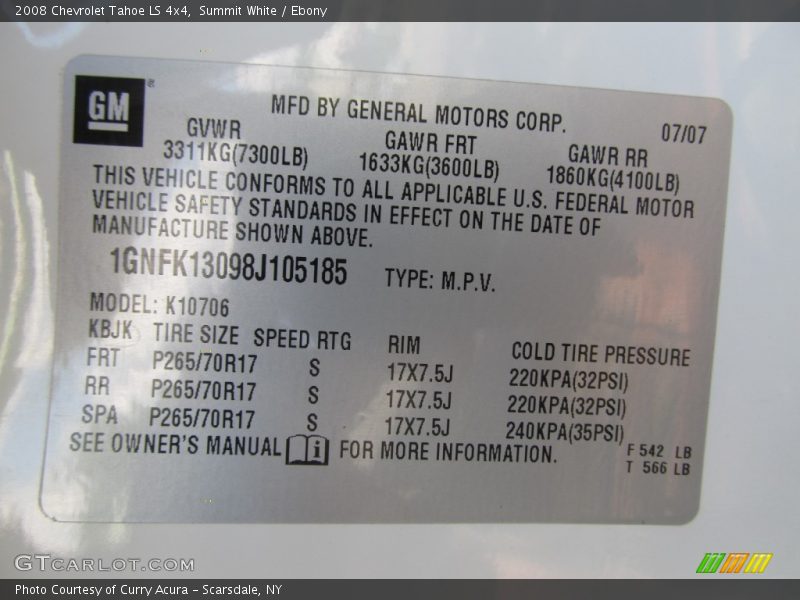 2008 Chevrolet Tahoe LS 4x4, Summit White / Ebony
GM ®
MFD BY GENERAL MOTORS CORP. 07/07
GVWR GAWR FRT GAWR RR
3311KG(7300LB) 1633KG(3600LB) 1860KG(4100LB)
THIS VEHICLE CONFORMS TO ALL APPLICABLE U.S. FEDERAL MOTOR
VEHICLE SAFETY STANDARDS IN EFFECT ON THE DATE OF
MANUFACTURE SHOWN ABOVE.
1GNFK13098J105185 TYPE: M.P.V.
MODEL: K10706
KBJK TIRE SIZE SPEED RTG RIM COLD TIRE PRESSURE
FRT P265/70R17 S 17X7.5J 220KPA(32PSI)
RR P265/70R17 S 17X7.5J 220KPA(32PSI)
SPA P265/70R17 S 17X7.5J 240KPA(35PSI)
SEE OWNER'S MANUAL i FOR MORE INFORMATION.
F 542 LB
T 566 LB
GTCARLOT.COM
Photo Courtesy of Curry Acura - Scarsdale, NY